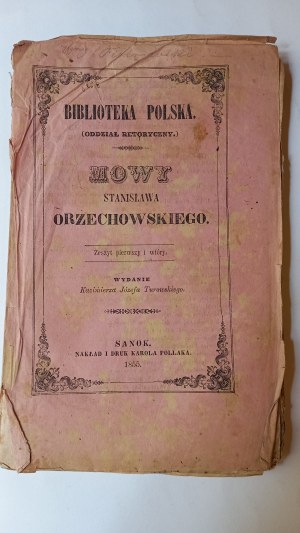 BIBLIOTEKA POLSKA.
(ODDZIAŁ RETORYCZNY.)
MOWY
STANISŁAWA
ORZECHOWSKIEGO.
Zeszyt pierwszy i wtóry.
WYDANIE
Kazimierza Józefa Turowskiego.
SANOK.
NAKŁAD I DRUK KAROLA POLLAKA.
1855.